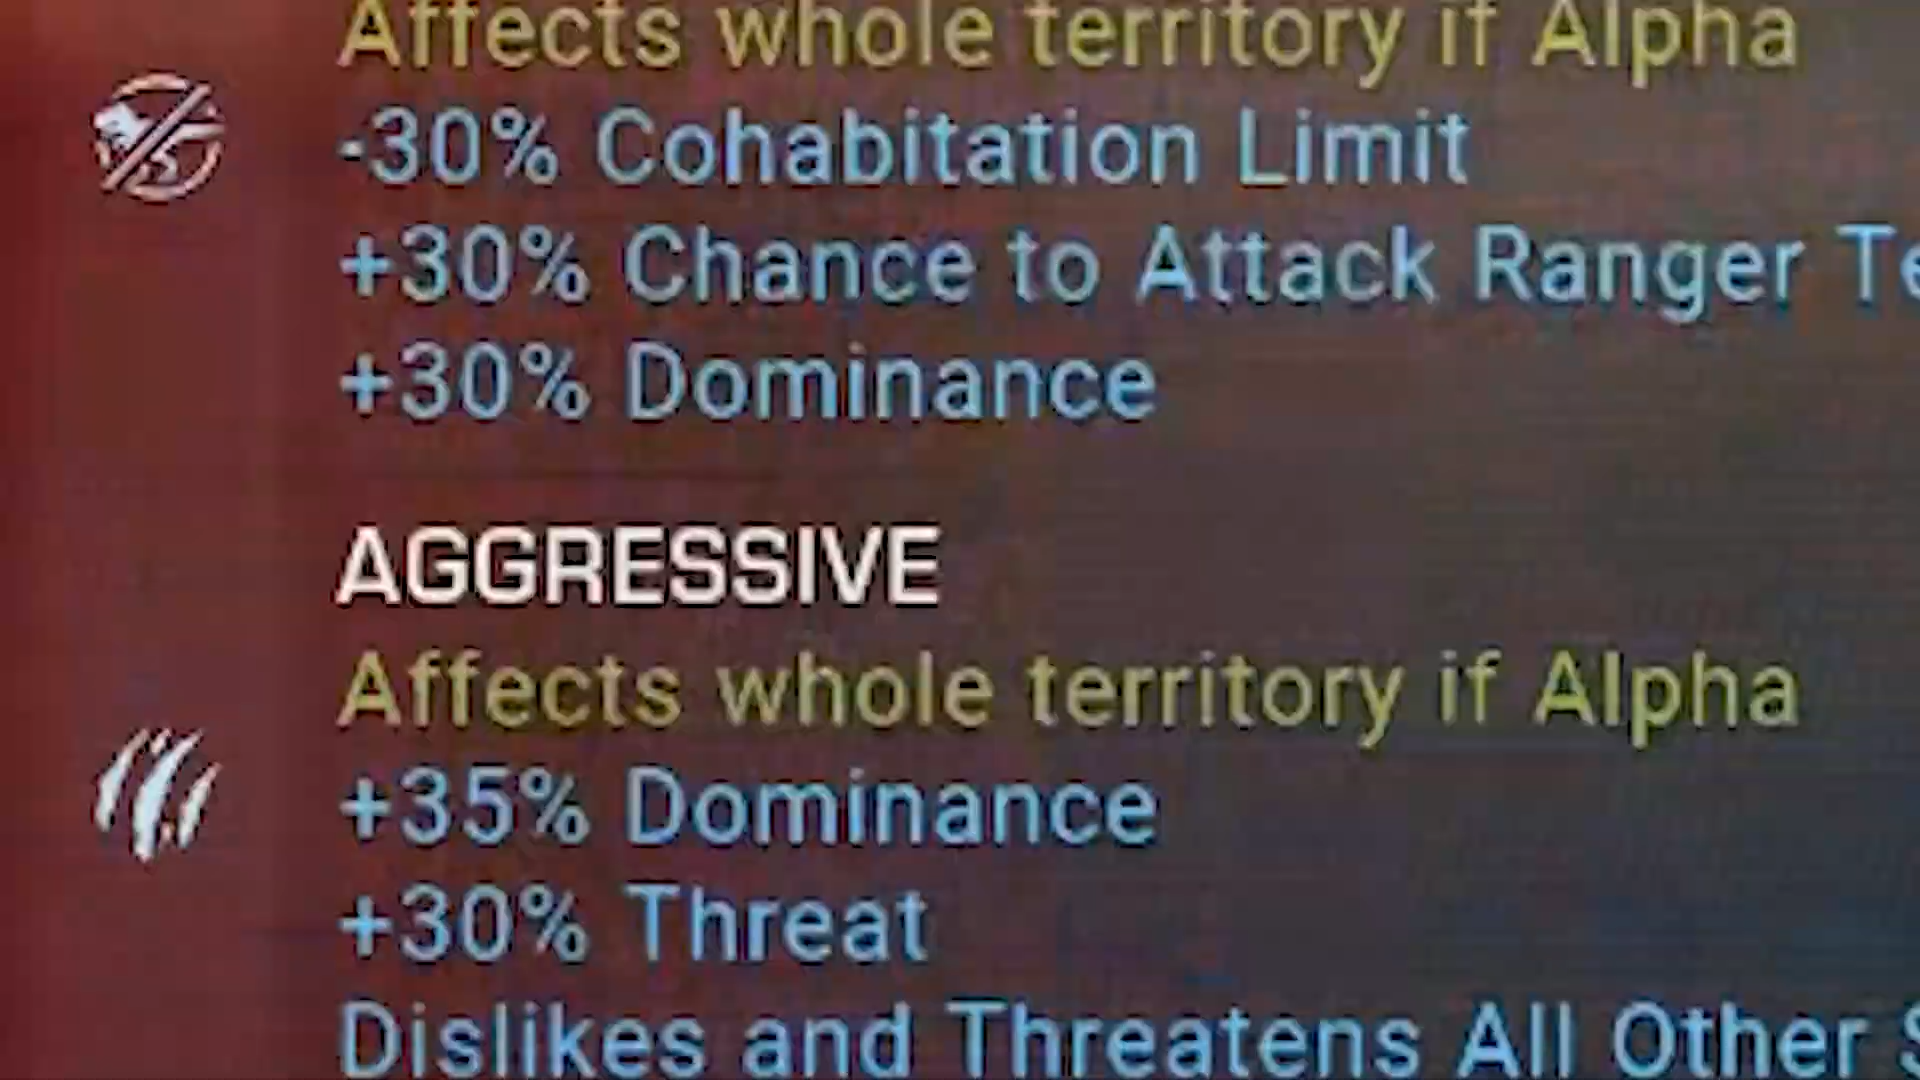 Affects whole territory if Alpha
-30% Cohabitation Limit
+30% Chance to Attack Ranger
+30% Dominance
AGGRESSIVE
Affects whole territory if Alpha
+35% Dominance
+30% Threat
Dislikes and Threatens All Other